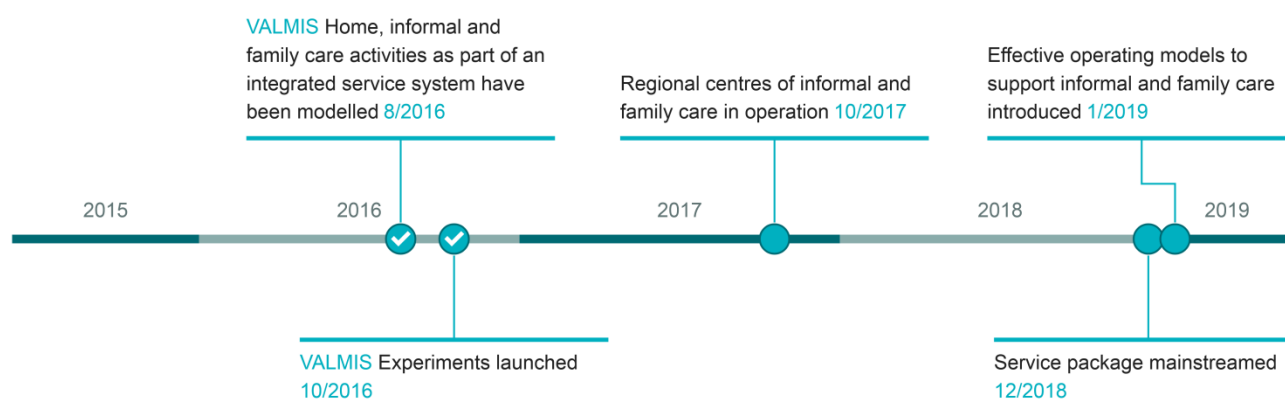 VALMIS Home, informal and
family care activities as part of an
integrated service system have
been modelled 8/2016
Regional centres of informal and
family care in operation 10/2017
Effective operating models to
support informal and family care
introduced 1/2019
2015
2016
2017
2018
2019
VALMIS Experiments launched
10/2016
Service package mainstreamed
12/2018